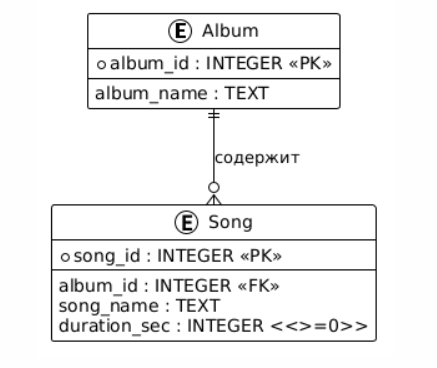 E Album
album_id : INTEGER «PK»
album_name : TEXT
содержит
E Song
song_id : INTEGER «PK»
album_id : INTEGER «FK»
song_name : TEXT
duration_sec : INTEGER <<>=0>>